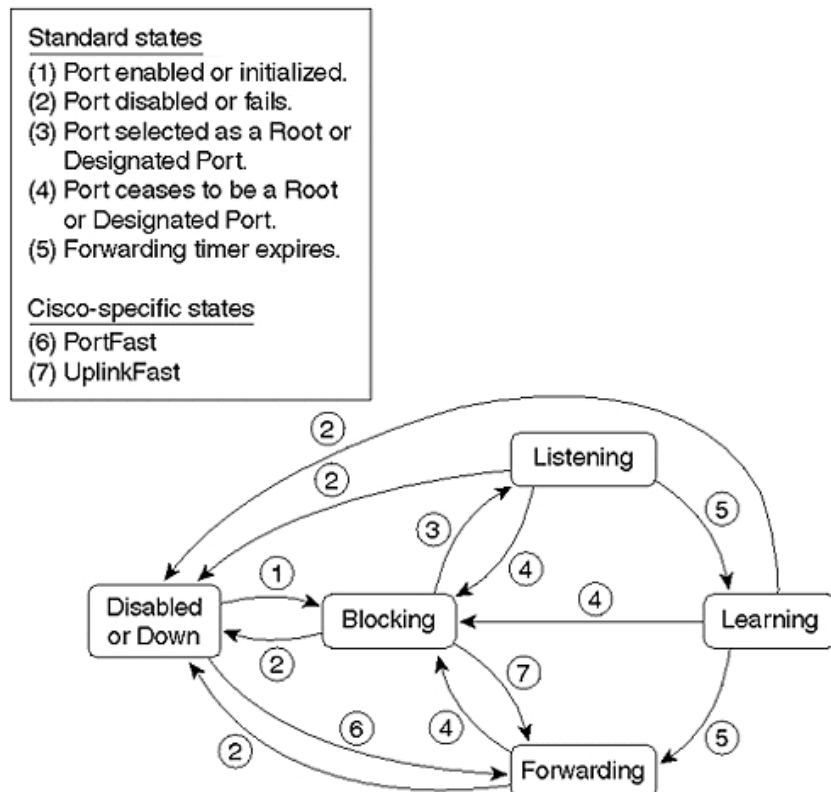 Standard states
(1) Port enabled or initialized.
(2) Port disabled or fails.
(3) Port selected as a Root or
Designated Port.
(4) Port ceases to be a Root
or Designated Port.
(5) Forwarding timer expires.
Cisco-specific states
(6) PortFast
(7) UplinkFast
2
Listening
2
5
3
4
1
Disabled
or Down
Blocking
4
Learning
2
7
4
6
5
2
Forwarding